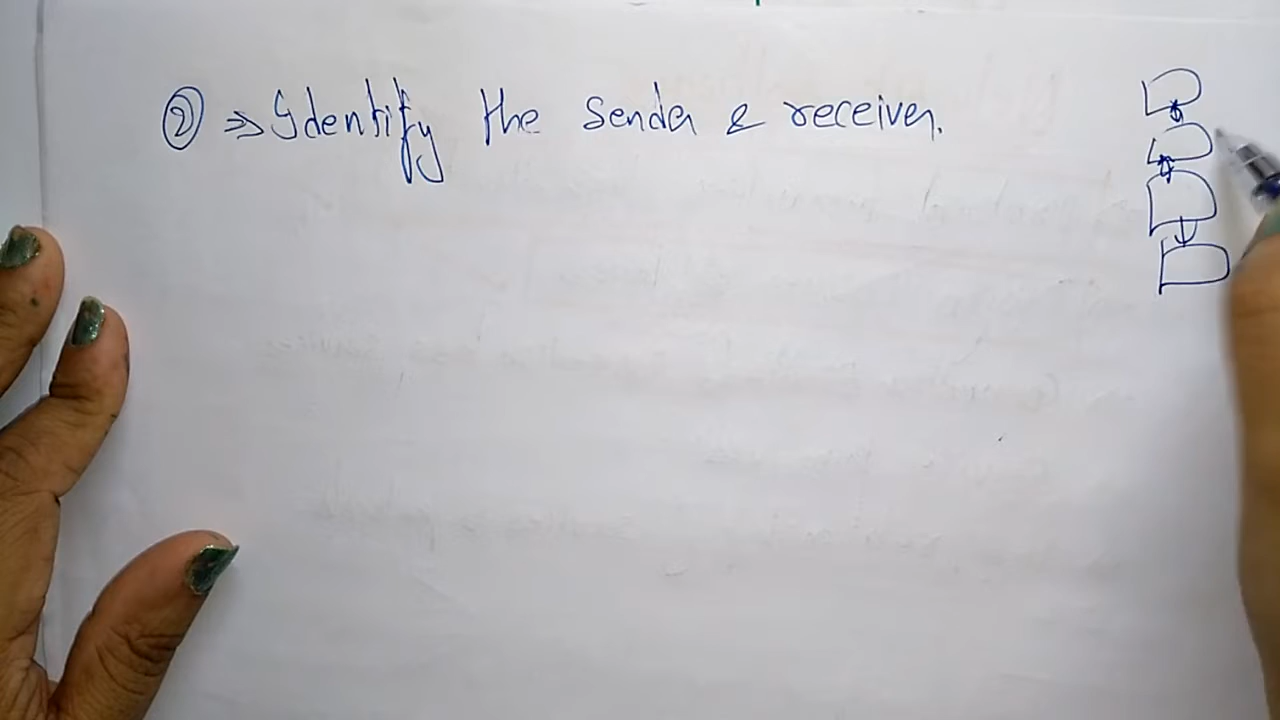 ② ⇒ Identify the sender & receiver.